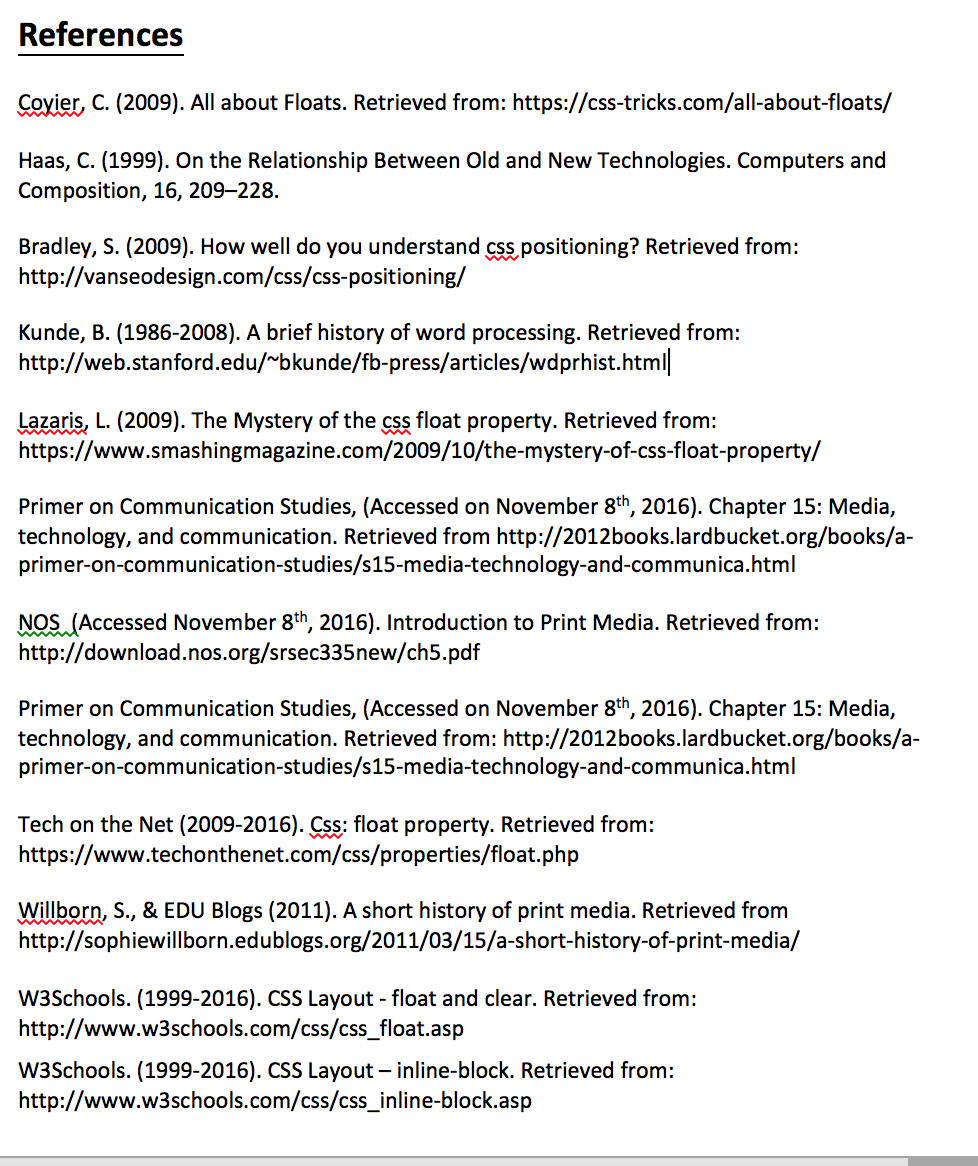 References
Coyier, C. (2009). All about Floats. Retrieved from: https://css-tricks.com/all-about-floats/
Haas, C. (1999). On the Relationship Between Old and New Technologies. Computers and
Composition, 16, 209–228.
Bradley, S. (2009). How well do you understand css positioning? Retrieved from:
http://vanseodesign.com/css/css-positioning/
Kunde, B. (1986-2008). A brief history of word processing. Retrieved from:
http://web.stanford.edu/~bkunde/fb-press/articles/wdprhist.html
Lazaris, L. (2009). The Mystery of the css float property. Retrieved from:
https://www.smashingmagazine.com/2009/10/the-mystery-of-css-float-property/
Primer on Communication Studies, (Accessed on November 8th, 2016). Chapter 15: Media,
technology, and communication. Retrieved from http://2012books.lardbucket.org/books/a-
primer-on-communication-studies/s15-media-technology-and-communica.html
NOS (Accessed November 8th, 2016). Introduction to Print Media. Retrieved from:
http://download.nos.org/srsec335new/ch5.pdf
Primer on Communication Studies, (Accessed on November 8th, 2016). Chapter 15: Media,
technology, and communication. Retrieved from: http://2012books.lardbucket.org/books/a-
primer-on-communication-studies/s15-media-technology-and-communica.html
Tech on the Net (2009-2016). Css: float property. Retrieved from:
https://www.techonthenet.com/css/properties/float.php
Willborn, S., & EDU Blogs (2011). A short history of print media. Retrieved from
http://sophiewillborn.edublogs.org/2011/03/15/a-short-history-of-print-media/
W3Schools. (1999-2016). CSS Layout - float and clear. Retrieved from:
http://www.w3schools.com/css/css_float.asp
W3Schools. (1999-2016). CSS Layout – inline-block. Retrieved from:
http://www.w3schools.com/css/css_inline-block.asp